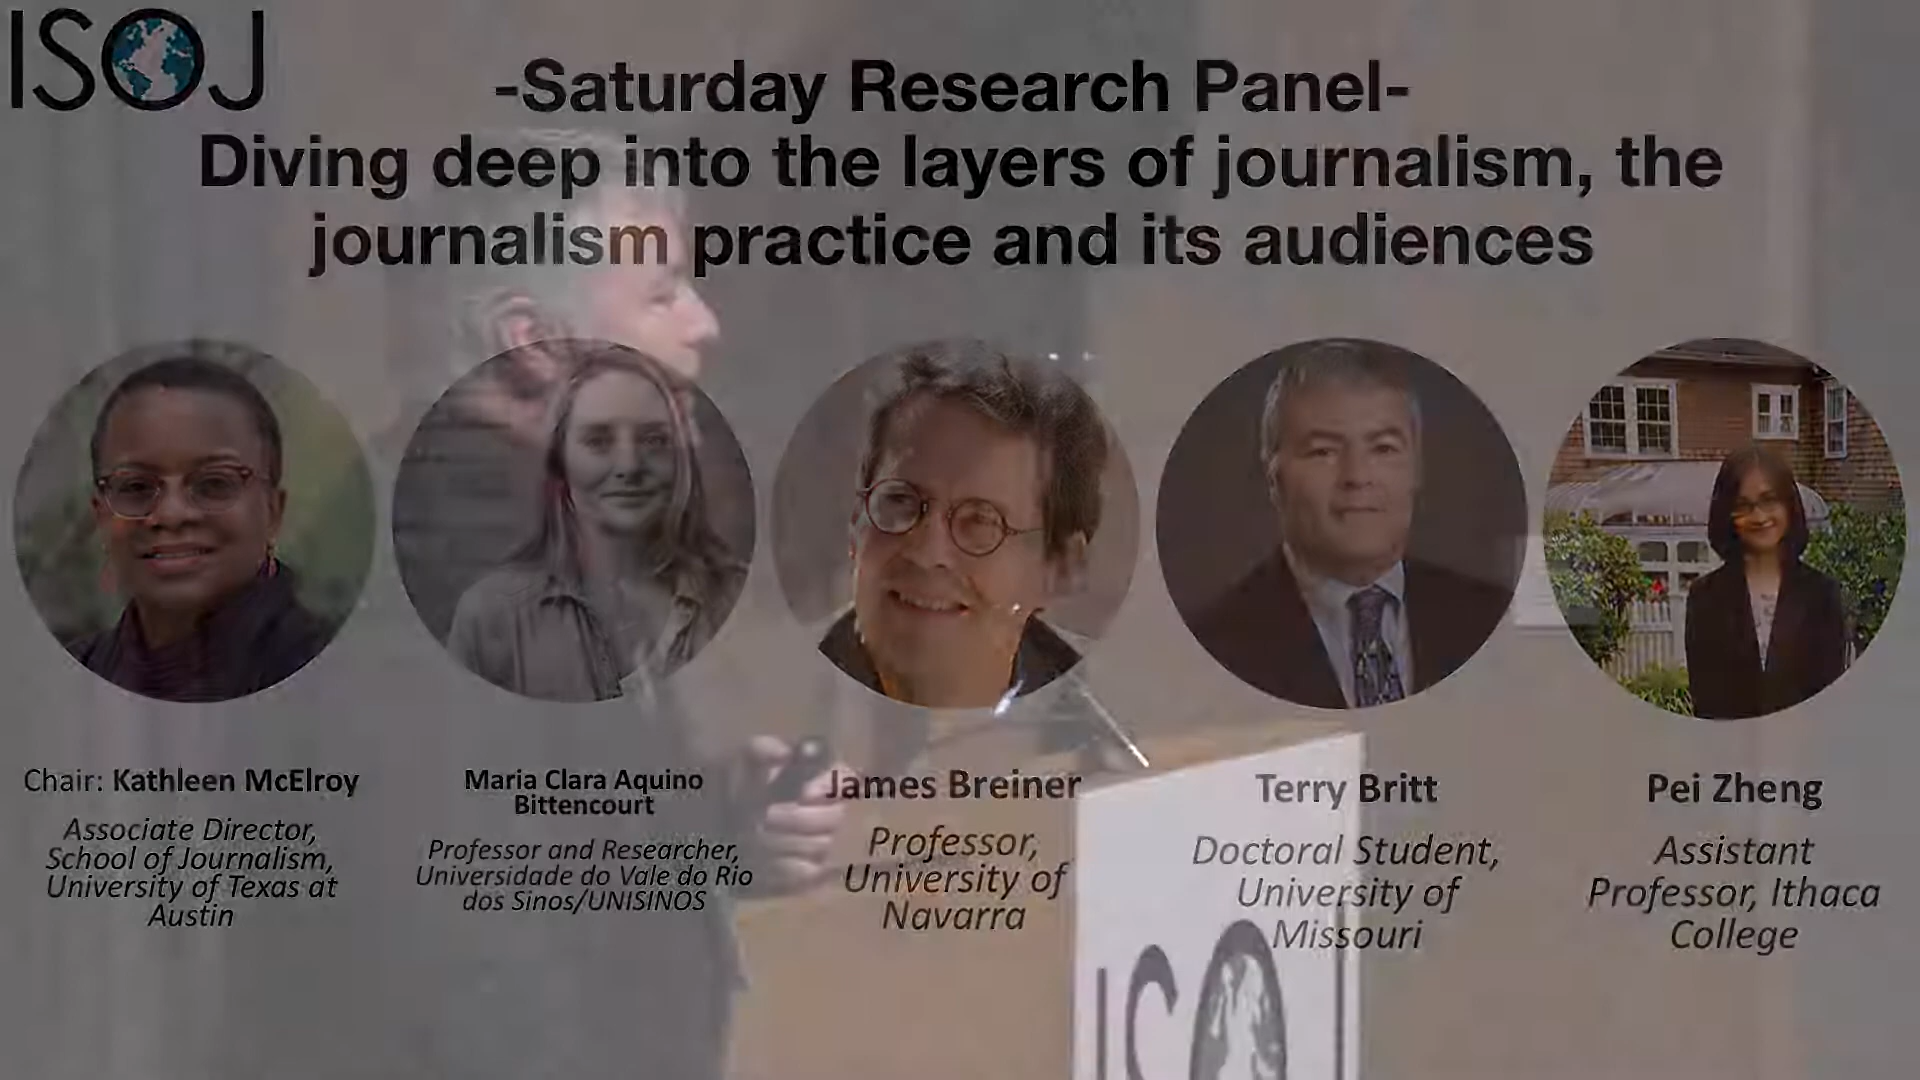 ISOJ
-Saturday Research Panel-
Diving deep into the layers of journalism, the
journalism practice and its audiences
Chair: Kathleen McElroy
Associate Director,
School of Journalism,
University of Texas at
Austin
Maria Clara Aquino
Bittencourt
Professor and Researcher,
Universidade do Vale do Rio
dos Sinos/UNISINOS
James Breiner
Professor,
University of
Navarra
Terry Britt
Doctoral Student,
University of
Missouri
Pei Zheng
Assistant
Professor, Ithaca
College
ISO